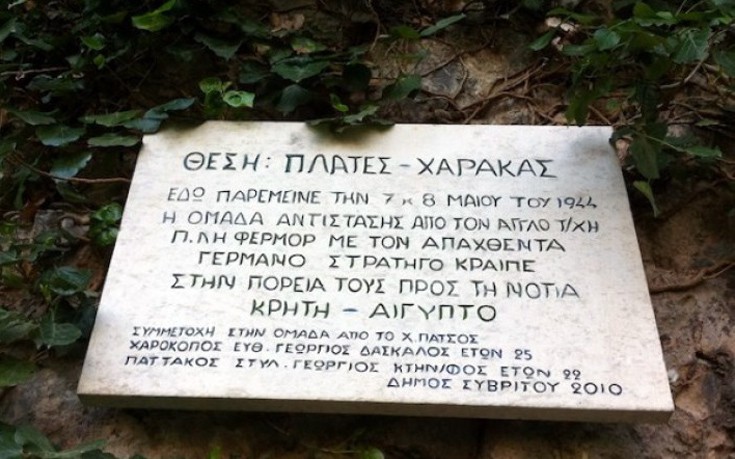 ΘΕΣΗ: ΠΛΑΤΕΣ - ΧΑΡΑΚΑΣ
ΕΔΩ ΠΑΡΕΜΕΙΝΕ ΤΗΝ 7 κ 8 ΜΑΙΟΥ ΤΟΥ 1944
Η ΟΜΑΔΑ ΑΝΤΙΣΤΑΣΗΣ ΑΠΟ ΤΟΝ ΑΓΓΛΟ Τ/ΧΗ
Π. ΛΗ ΦΕΡΜΟΡ ΜΕ ΤΟΝ ΑΠΑΧΘΕΝΤΑ
ΓΕΡΜΑΝΟ ΣΤΡΑΤΗΓΟ ΚΡΑΙΠΕ
ΣΤΗΝ ΠΟΡΕΙΑ ΤΟΥΣ ΠΡΟΣ ΤΗ ΝΟΤΙΑ
ΚΡΗΤΗ - ΑΙΓΥΠΤΟ
ΣΥΜΜΕΤΟΧΗ ΣΤΗΝ ΟΜΑΔΑ ΑΠΟ ΤΟ Χ. ΠΑΤΣΟΣ
ΧΑΡΟΚΟΠΟΣ ΕΥΘ. ΓΕΩΡΓΙΟΣ ΔΑΣΚΑΛΟΣ ΕΤΩΝ 25
ΠΑΤΤΑΚΟΣ ΣΤΥΛ. ΓΕΩΡΓΙΟΣ ΚΤΗΝ/ΦΟΣ ΕΤΩΝ 22
ΔΗΜΟΣ ΣΥΒΡΙΤΟΥ 2010